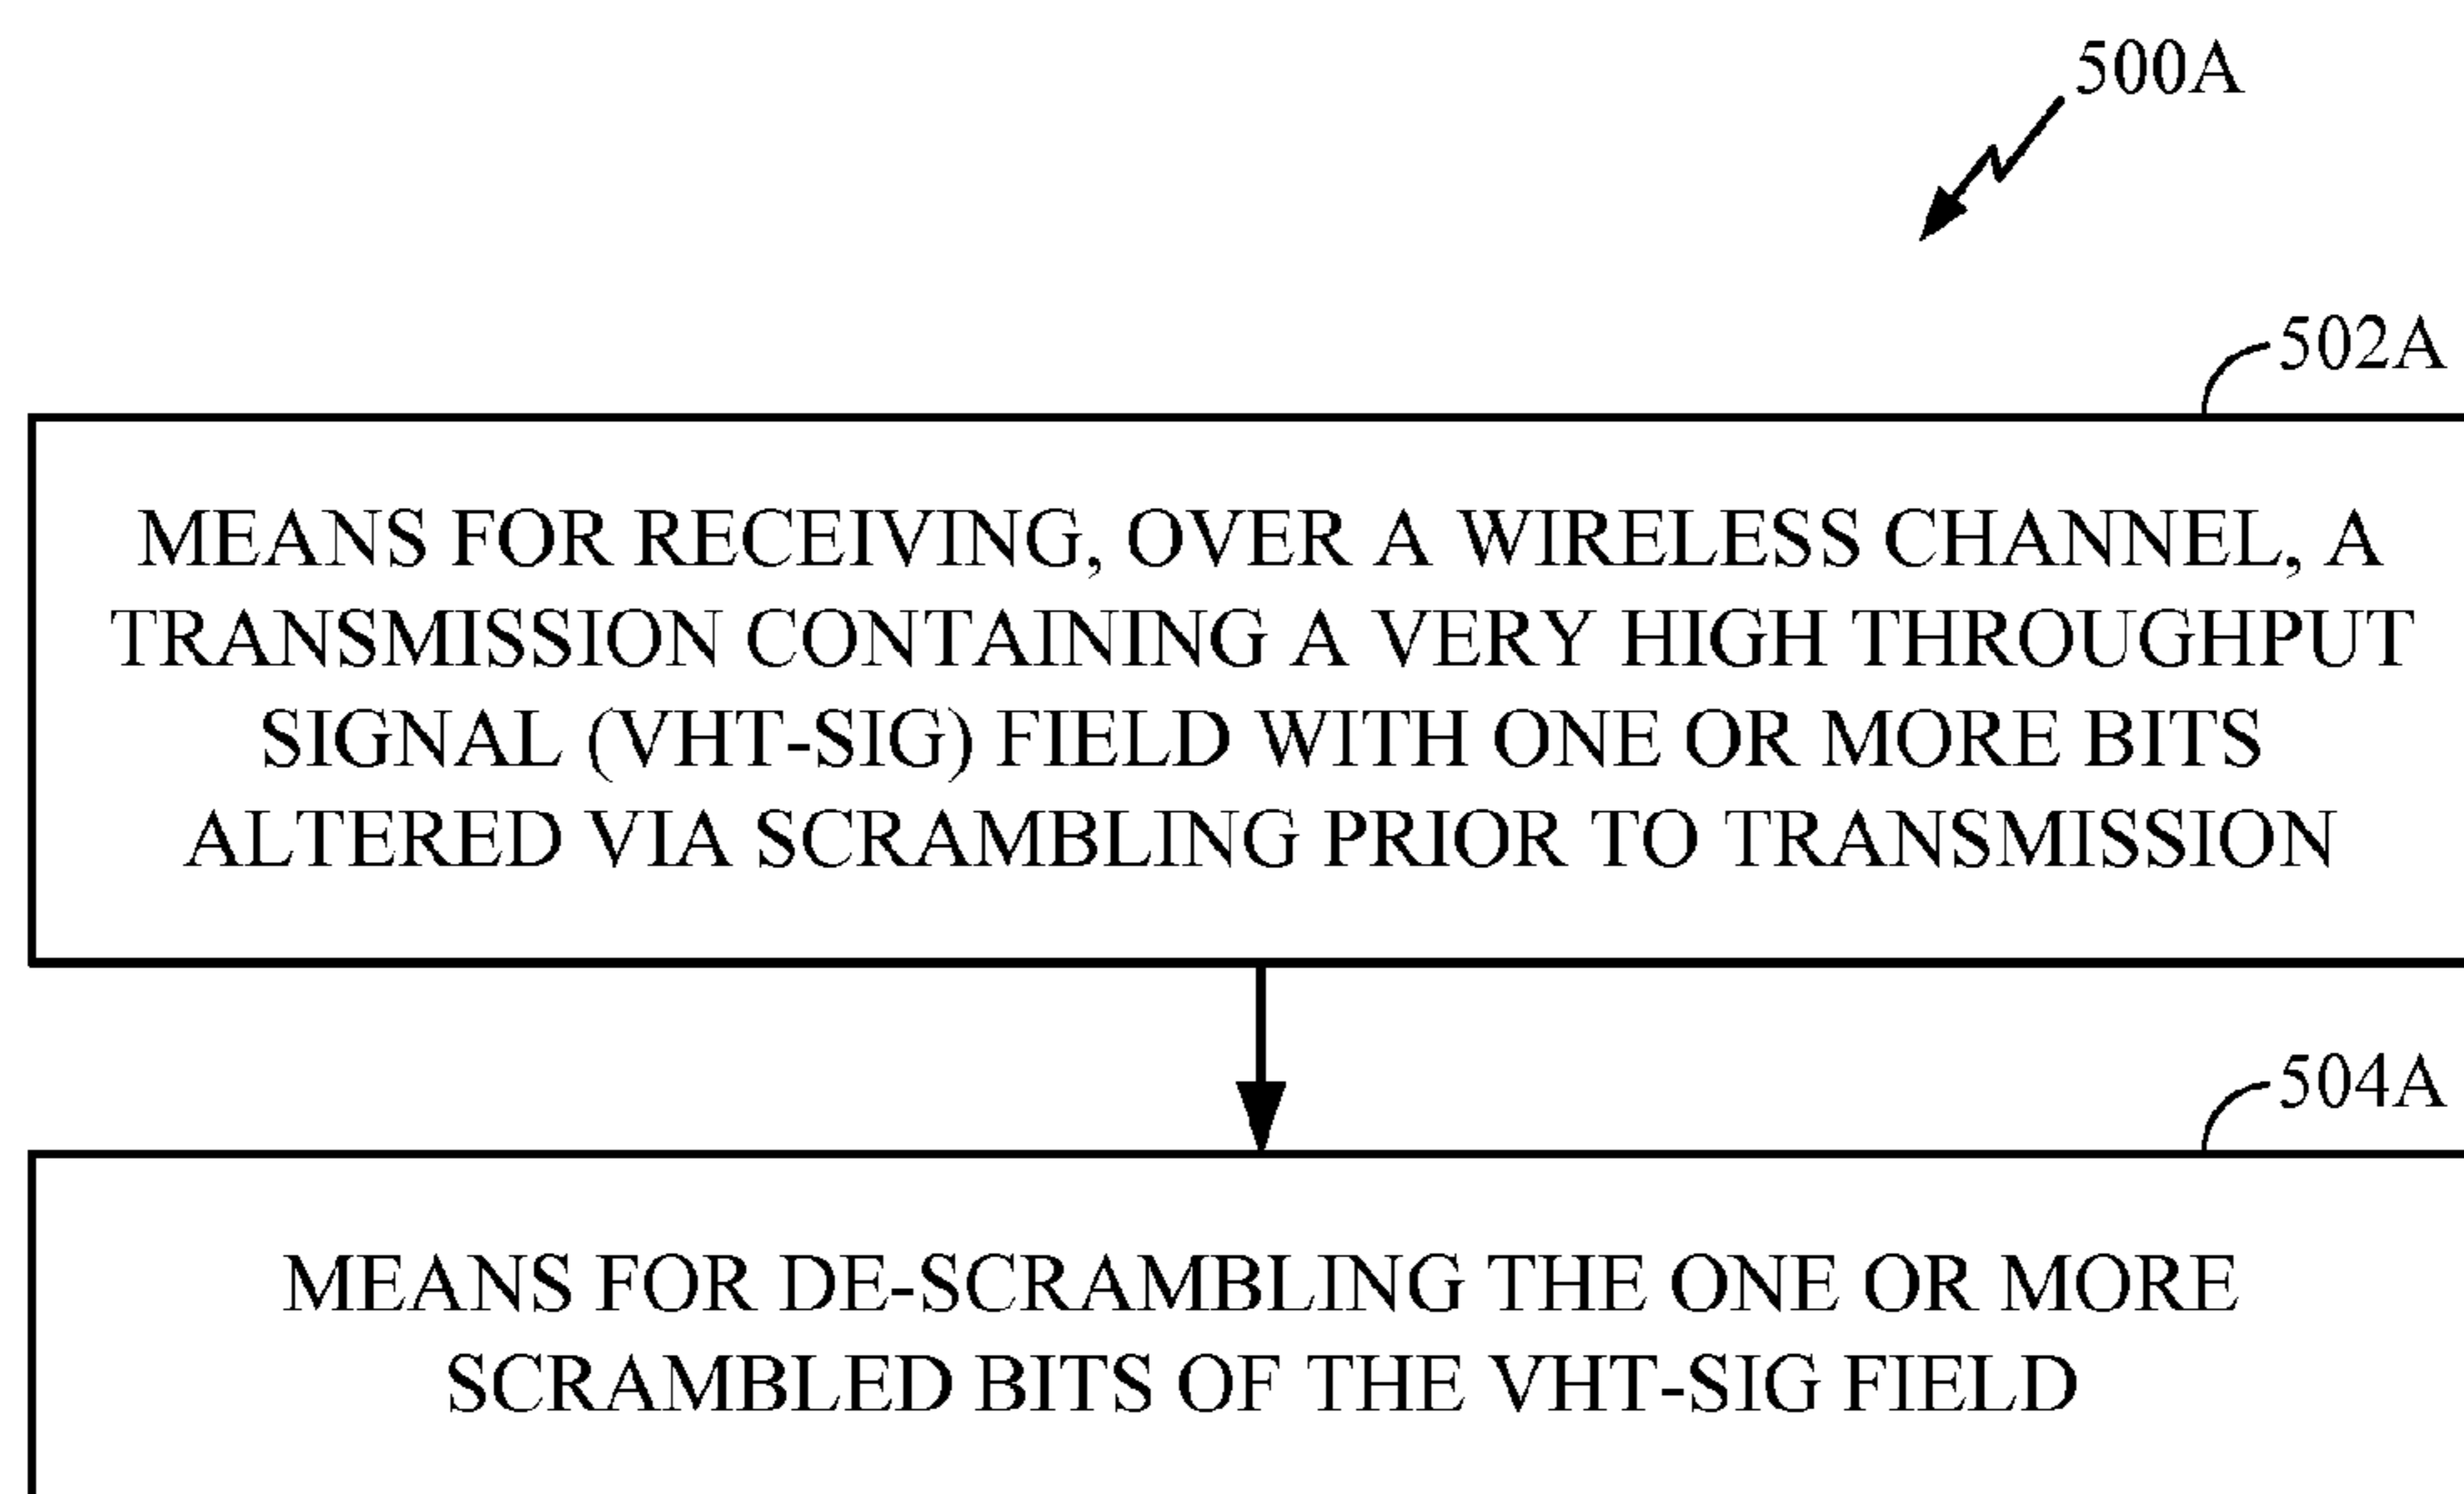 500A
502A
MEANS FOR RECEIVING, OVER A WIRELESS CHANNEL, A
TRANSMISSION CONTAINING A VERY HIGH THROUGHPUT
SIGNAL (VHT-SIG) FIELD WITH ONE OR MORE BITS
ALTERED VIA SCRAMBLING PRIOR TO TRANSMISSION
504A
MEANS FOR DE-SCRAMBLING THE ONE OR MORE
SCRAMBLED BITS OF THE VHT-SIG FIELD